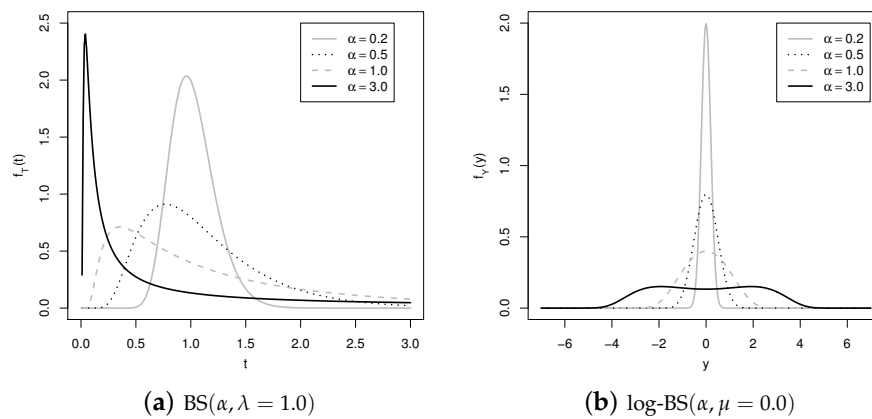 2.5
2.0
1.5
1.0
0.5
0.0
f_T(t)
α = 0.2
α = 0.5
α = 1.0
α = 3.0
0.0 0.5 1.0 1.5 2.0 2.5 3.0
t
(a) BS(α, λ = 1.0)
2.0
1.5
1.0
0.5
0.0
f_Y(y)
α = 0.2
α = 0.5
α = 1.0
α = 3.0
−6 −4 −2 0 2 4 6
y
(b) log-BS(α, μ = 0.0)